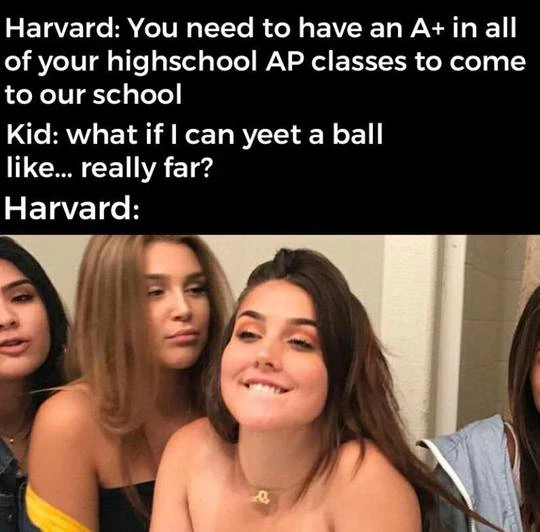 Harvard: You need to have an A+ in all
of your highschool AP classes to come
to our school
Kid: what if I can yeet a ball
like... really far?
Harvard: